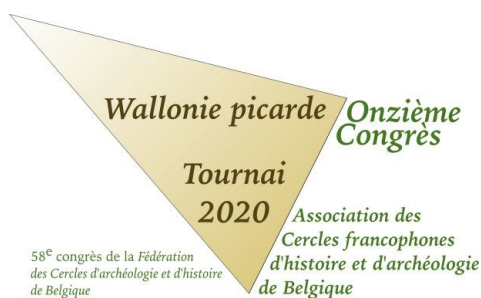 Wallonie picarde
Onzième
Congrès
Tournai
2020
Association des
Cercles francophones
d'histoire et d'archéologie
de Belgique
58e congrès de la Fédération
des Cercles d'archéologie et d'histoire
de Belgique